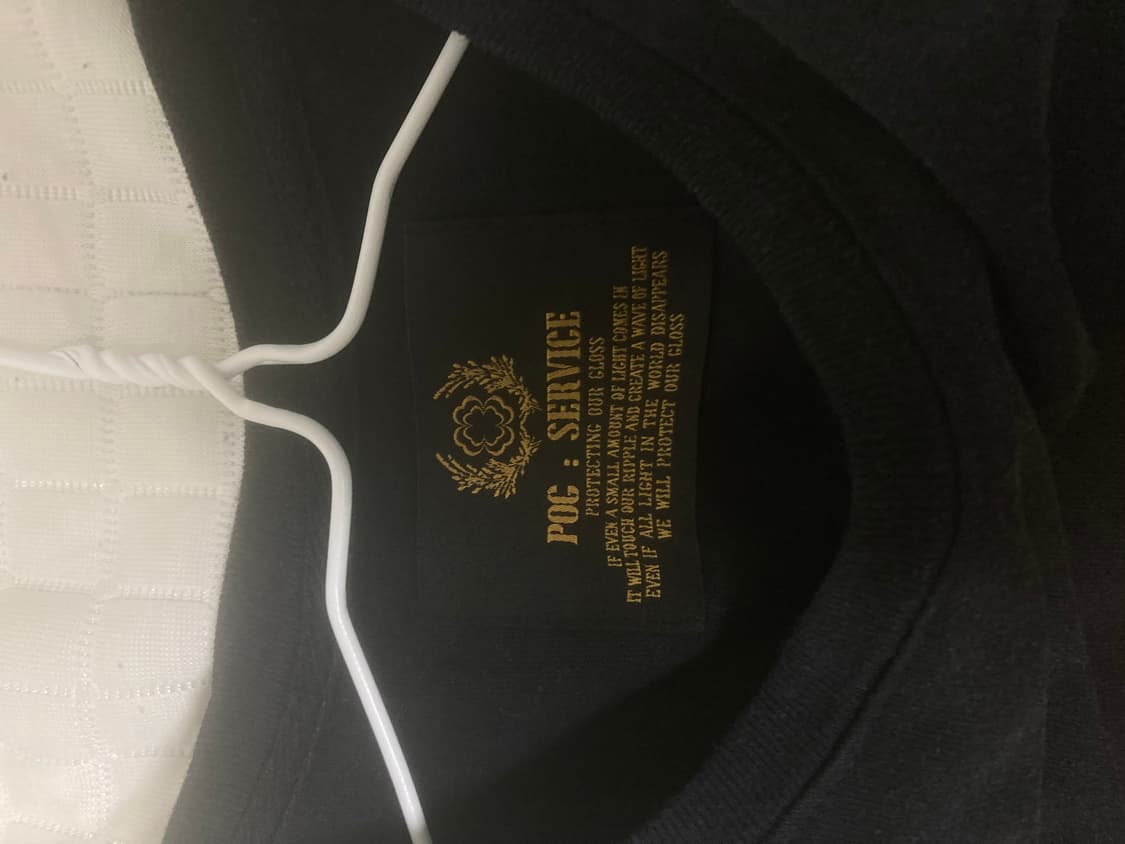 POG : SERVICE
PROTECTING OUR GLOSS
IF EVEN A SMALL AMOUNT OF LIGHT COMES IN
IT WILL TOUCH OUR RIPPLE AND CREATE A WAVE OF LIGHT
EVEN IF ALL LIGHT IN THE WORLD DISAPPEARS
WE WILL PROTECT OUR GLOSS